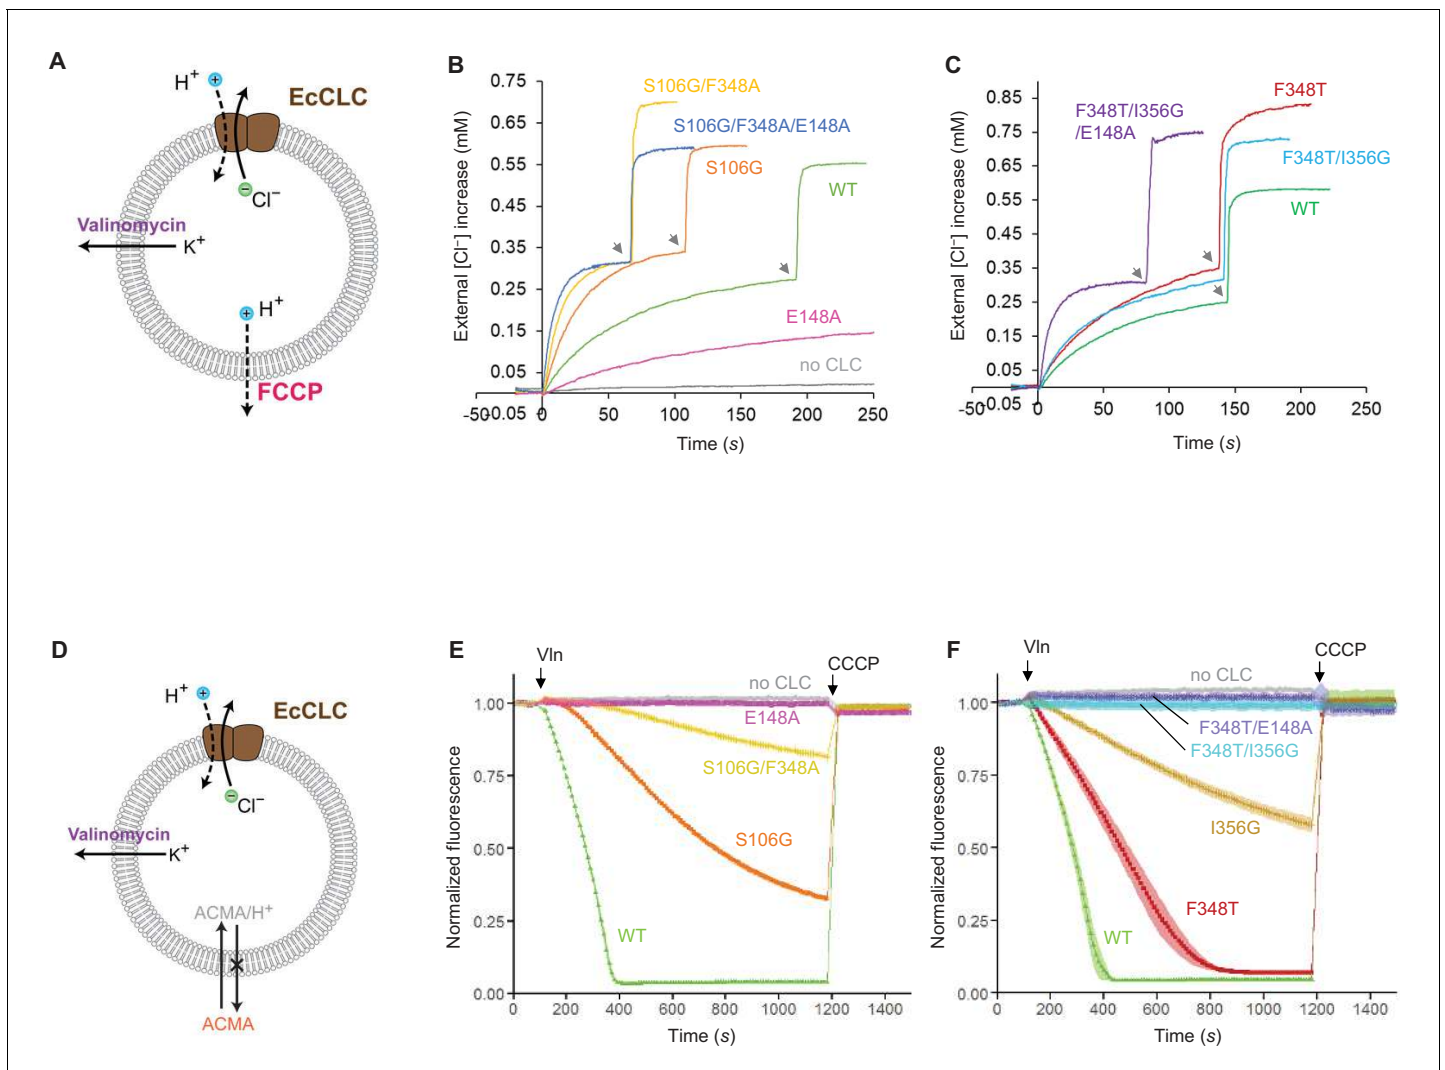 A
H+
+
EcCLC
−
Cl−
Valinomycin
K+
+
H+
FCCP
B
0.75
0.65
0.55
0.45
0.35
0.25
0.15
0.05
-0.05
External [Cl−] increase (mM)
S106G/F348A
S106G/F348A/E148A
S106G
WT
E148A
no CLC
-50
0
50
100
150
200
250
Time (s)
C
0.85
0.75
0.65
0.55
0.45
0.35
0.25
0.15
0.05
-0.05
External [Cl−] increase (mM)
F348T/I356G
/E148A
F348T
F348T/I356G
WT
-50
0
50
100
150
200
250
Time (s)
D
H+
+
EcCLC
−
Cl−
Valinomycin
K+
ACMA/H+
ACMA
E
Vln
CCCP
no CLC
E148A
S106G/F348A
S106G
WT
1.00
0.75
0.50
0.25
0.00
Normalized fluorescence
0
200
400
600
800
1000
1200
1400
Time (s)
F
Vln
CCCP
no CLC
F348T/E148A
F348T/I356G
I356G
F348T
WT
1.00
0.75
0.50
0.25
0.00
Normalized fluorescence
0
200
400
600
800
1000
1200
1400
Time (s)